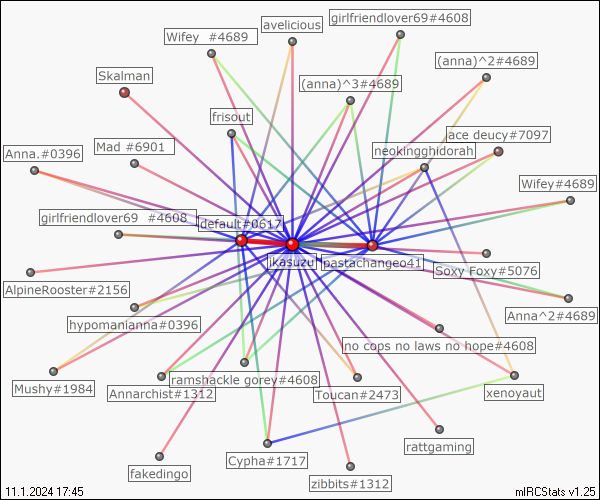 girlfriendlover69#4608
avelicious
Wifey  #4689
(anna)^2#4689
Skalman
(anna)^3#4689
frisout
ace deucy#7097
Mad #6901
neokingghidorah
Anna.#0396
Wifey#4689
girlfriendlover69  #4608
default#0617
jkasuzu
pastachangeo41
Soxy Foxy#5076
AlpineRooster#2156
Anna^2#4689
hypomanianna#0396
no cops no laws no hope#4608
ramshackle gorey#4608
Mushy#1984
Annarchist#1312
Toucan#2473
xenoyaut
rattgaming
Cypha#1717
fakedingo
zibbits#1312
11.1.2024 17:45
mIRCStats v1.25